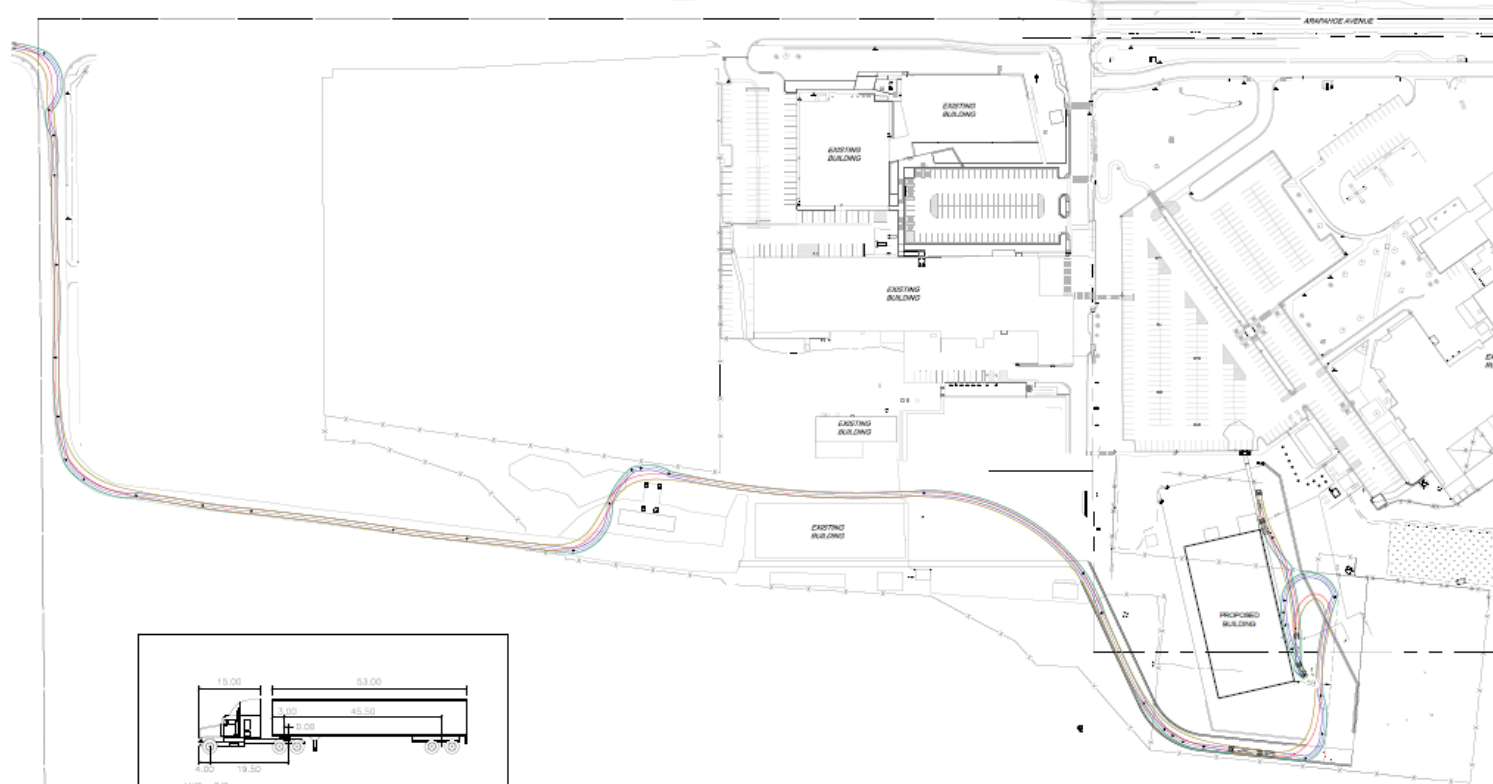 ARAPAHOE AVENUE
EXISTING
BUILDING
EXISTING
BUILDING
EXISTING
BUILDING
EXISTING
BUILDING
EXISTING
BUILDING
PROPOSED
BUILDING
15.00
53.00
3.00
45.50
0.00
4.00
19.50